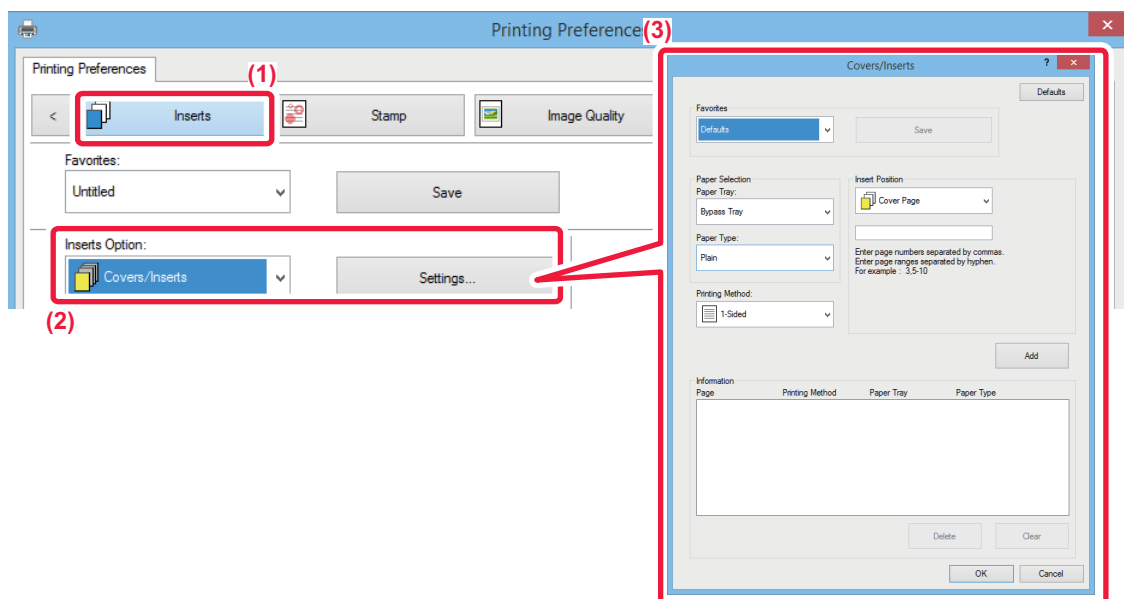 Printing Preferences
(3)
Printing Preferences
(1)
<
Inserts
Stamp
Image Quality
Favorites:
Untitled
Save
Inserts Option:
Covers/Inserts
Settings...
(2)
Covers/Inserts
?
Defaults
Favorites
Defaults
Save
Paper Selection
Paper Tray:
Bypass Tray
Paper Type:
Plain
Printing Method:
1-Sided
Insert Position
Cover Page
Enter page numbers separated by commas.
Enter page ranges separated by hyphen.
For example : 3,5-10
Add
Information
Page Printing Method Paper Tray Paper Type
Delete
Clear
OK
Cancel